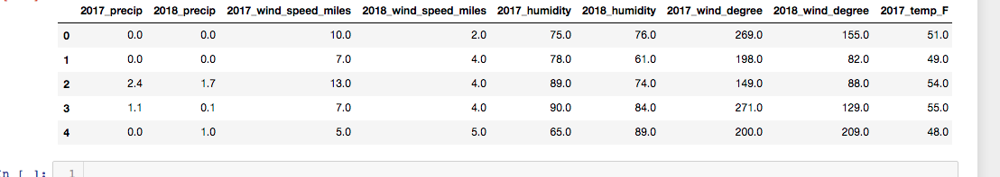 2017_precip 2018_precip 2017_wind_speed_miles 2018_wind_speed_miles 2017_humidity 2018_humidity 2017_wind_degree 2018_wind_degree 2017_temp_F
0 0.0 0.0 10.0 2.0 75.0 76.0 269.0 155.0 51.0
1 0.0 0.0 7.0 4.0 78.0 61.0 198.0 82.0 49.0
2 2.4 1.7 13.0 4.0 89.0 74.0 149.0 88.0 54.0
3 1.1 0.1 7.0 4.0 90.0 84.0 271.0 129.0 55.0
4 0.0 1.0 5.0 5.0 65.0 89.0 200.0 209.0 48.0
n [ ]: 1